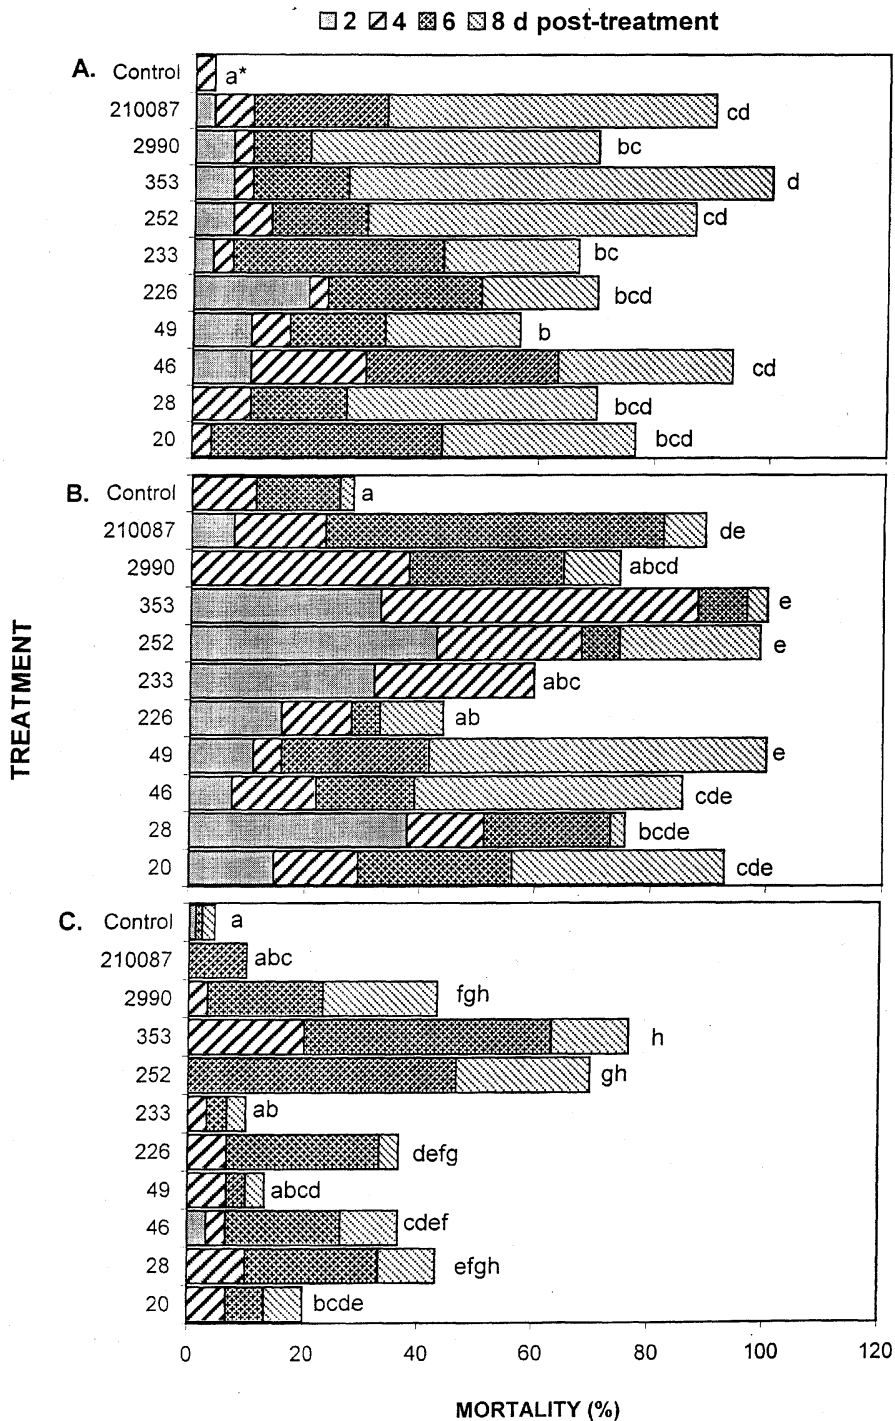 2 4 6 8 d post-treatment
A. Control a*
210087 cd
2990 bc
353 d
252 cd
233 bc
226 bcd
49 b
46 cd
28 bcd
20 bcd
B. Control a
210087 de
2990 abcd
353 e
252 e
233 abc
226 ab
49 e
46 cde
28 bcde
20 cde
TREATMENT
C. Control a
210087 abc
2990 fgh
353 h
252 gh
233 ab
226 defg
49 abcd
46 cdef
28 efgh
20 bcde
0 20 40 60 80 100 120
MORTALITY (%)